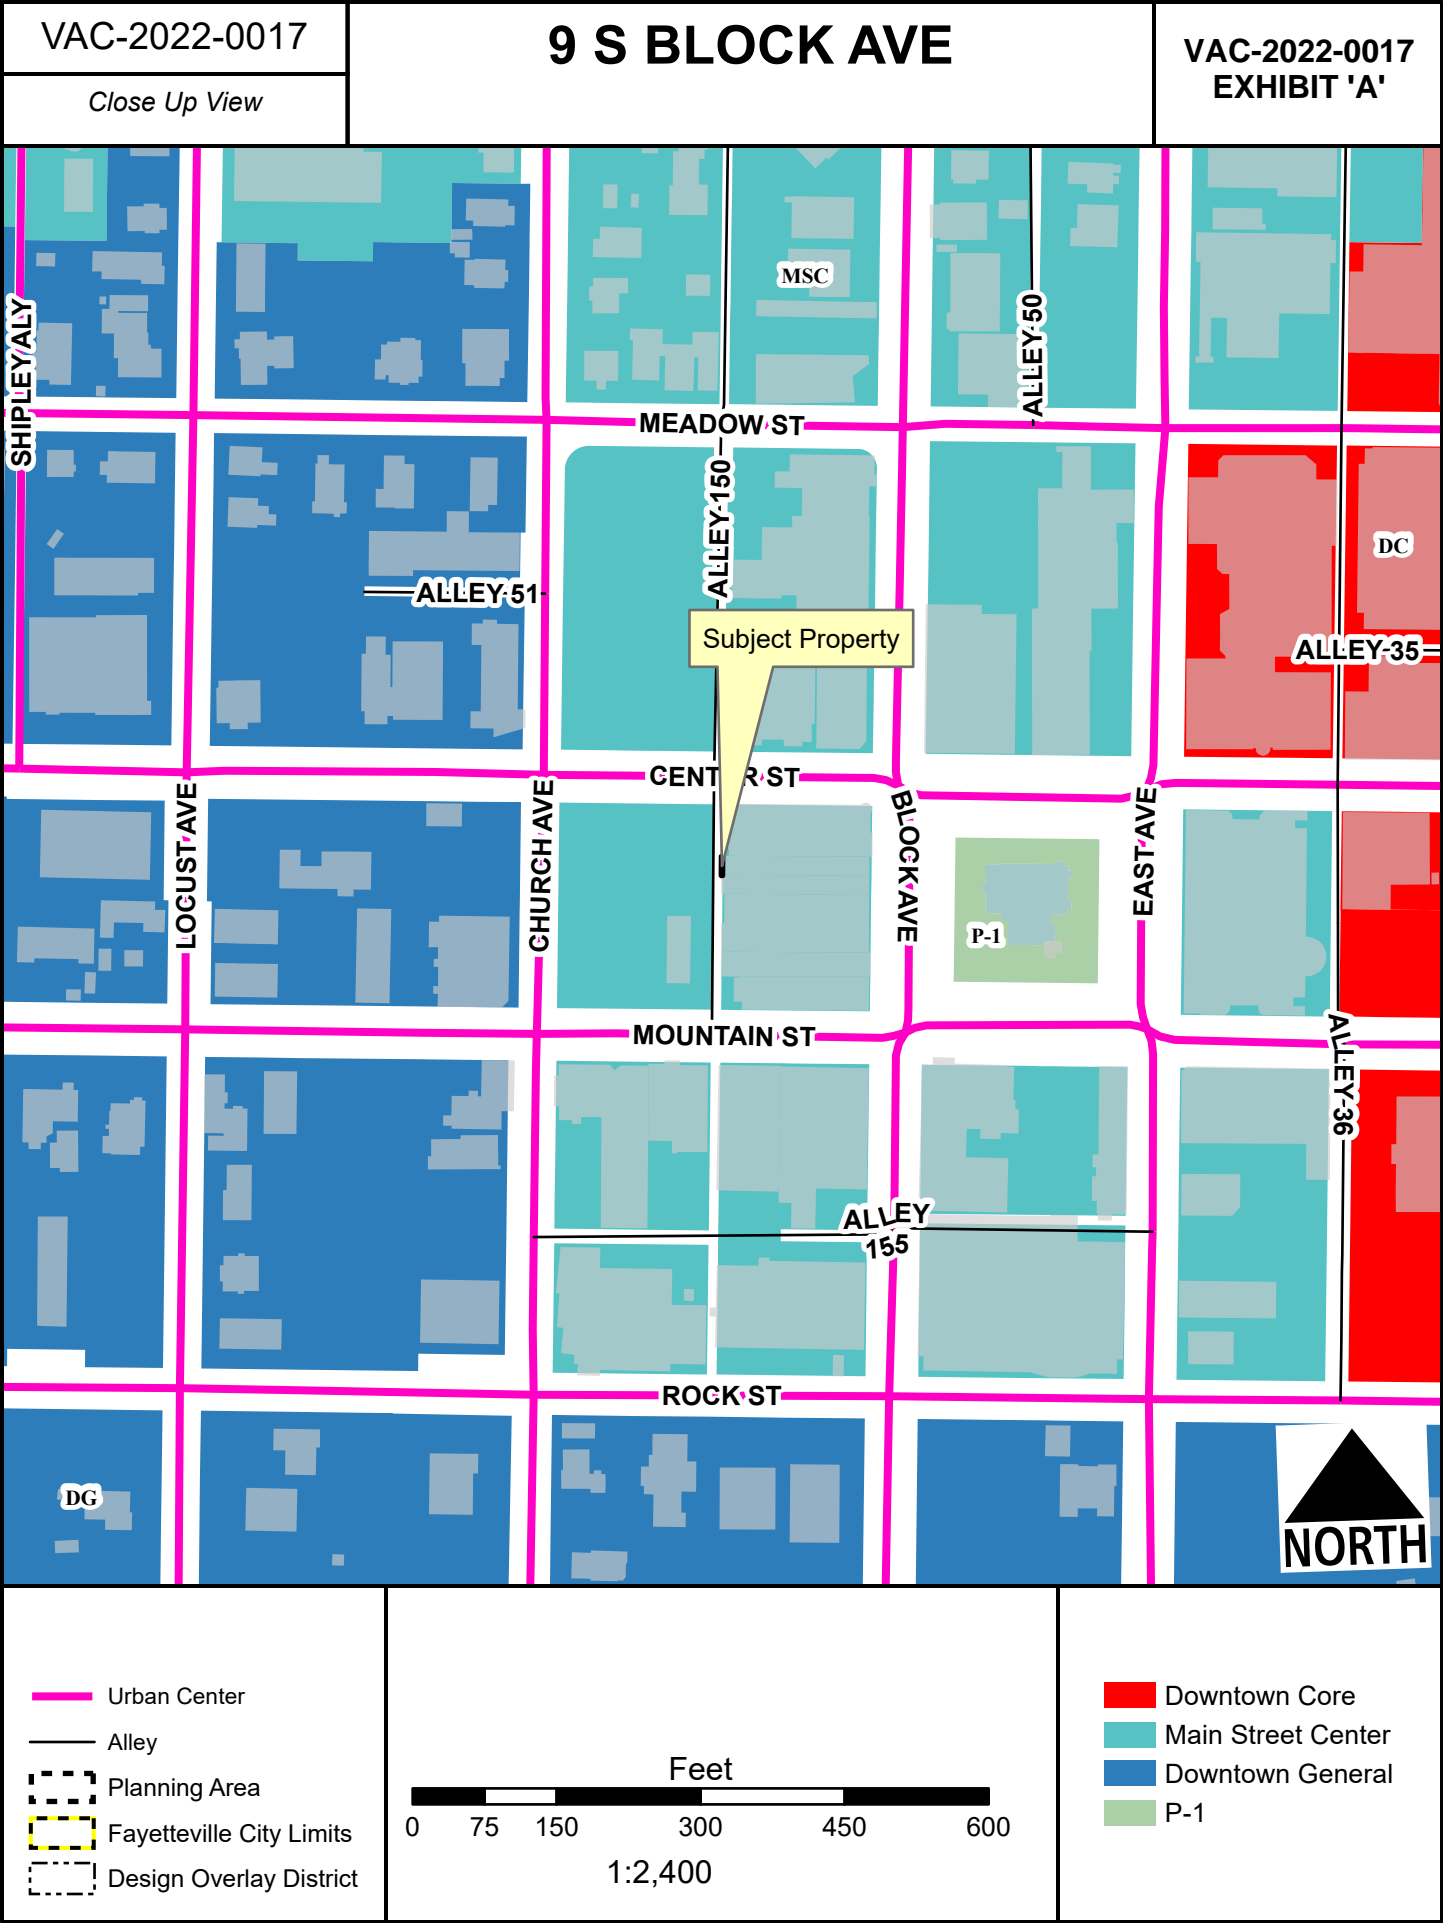 VAC-2022-0017
Close Up View
9 S BLOCK AVE
VAC-2022-0017
EXHIBIT 'A'
MSC
SHIPLEY ALY
ALLEY 50
MEADOW ST
ALLEY 150
DC
ALLEY 51
Subject Property
ALLEY 35
CENTER ST
LOCUST AVE
CHURCH AVE
BLOCK AVE
EAST AVE
P-1
MOUNTAIN ST
ALLEY 36
ALLEY
155
ROCK ST
DG
NORTH
Urban Center
Alley
Planning Area
Fayetteville City Limits
Design Overlay District
Feet
0 75 150 300 450 600
1:2,400
Downtown Core
Main Street Center
Downtown General
P-1